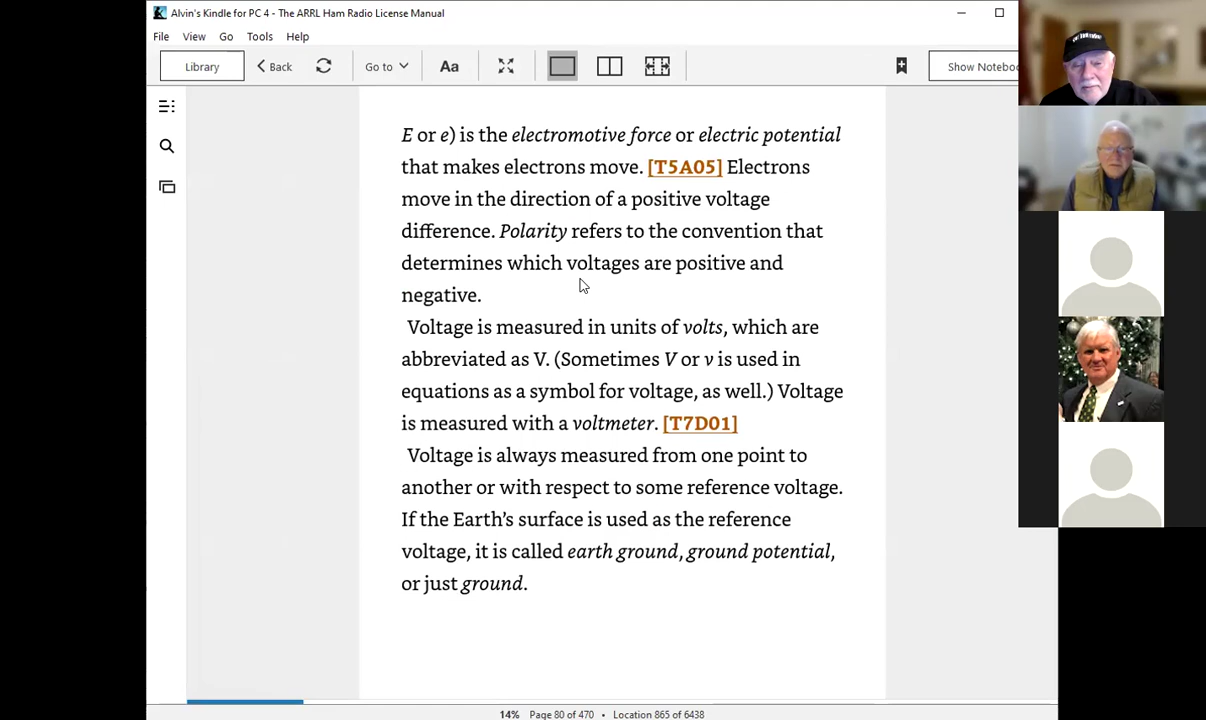 Alvin's Kindle for PC 4 - The ARRL Ham Radio License Manual
File View Go Tools Help
Library Back Go to Aa Show Notebo
E or e) is the electromotive force or electric potential
that makes electrons move. [T5A05] Electrons
move in the direction of a positive voltage
difference. Polarity refers to the convention that
determines which voltages are positive and
negative.
Voltage is measured in units of volts, which are
abbreviated as V. (Sometimes V or v is used in
equations as a symbol for voltage, as well.) Voltage
is measured with a voltmeter. [T7D01]
Voltage is always measured from one point to
another or with respect to some reference voltage.
If the Earth’s surface is used as the reference
voltage, it is called earth ground, ground potential,
or just ground.
14% Page 80 of 470 • Location 865 of 6438